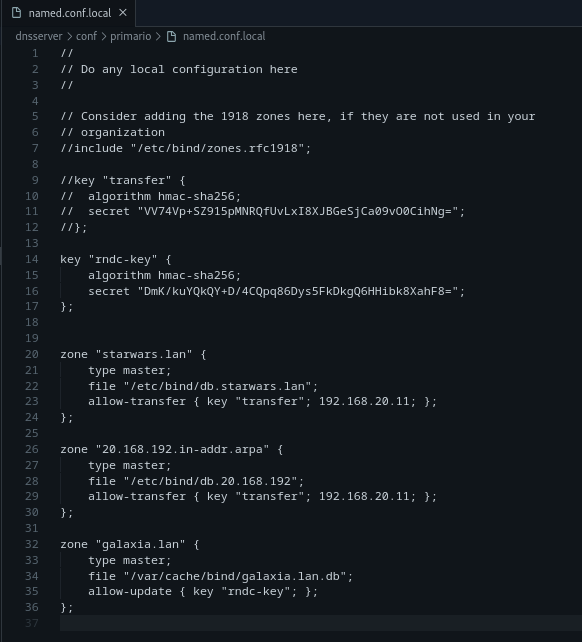 named.conf.local
dnsserver > conf > primario > named.conf.local
1 //
2 // Do any local configuration here
3 //
4
5 // Consider adding the 1918 zones here, if they are not used in your
6 // organization
7 //include "/etc/bind/zones.rfc1918";
8
9 //key "transfer" {
10 //  algorithm hmac-sha256;
11 //  secret "VV74Vp+SZ915pMNRQfUvLxI8XJBGeSjCa09vO0CihNg=";
12 //};
13
14 key "rndc-key" {
15     algorithm hmac-sha256;
16     secret "DmK/kuYQkQY+D/4CQpq86Dys5FkDkgQ6HHibk8XahF8=";
17 };
18
19
20 zone "starwars.lan" {
21     type master;
22     file "/etc/bind/db.starwars.lan";
23     allow-transfer { key "transfer"; 192.168.20.11; };
24 };
25
26 zone "20.168.192.in-addr.arpa" {
27     type master;
28     file "/etc/bind/db.20.168.192";
29     allow-transfer { key "transfer"; 192.168.20.11; };
30 };
31
32 zone "galaxia.lan" {
33     type master;
34     file "/var/cache/bind/galaxia.lan.db";
35     allow-update { key "rndc-key"; };
36 };
37